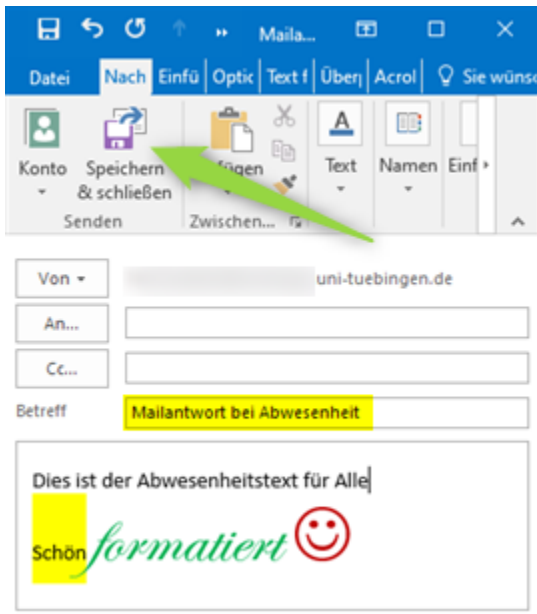 Maila...
Datei Nach Einfü Optic Text f Überp Acrol Sie wünsc
Konto Speichern & schließen fügen Text Namen Einf
Senden Zwischen...
Von uni-tuebingen.de
An...
Cc...
Betreff Mailantwort bei Abwesenheit
Dies ist der Abwesenheitstext für Alle
Schön formatiert